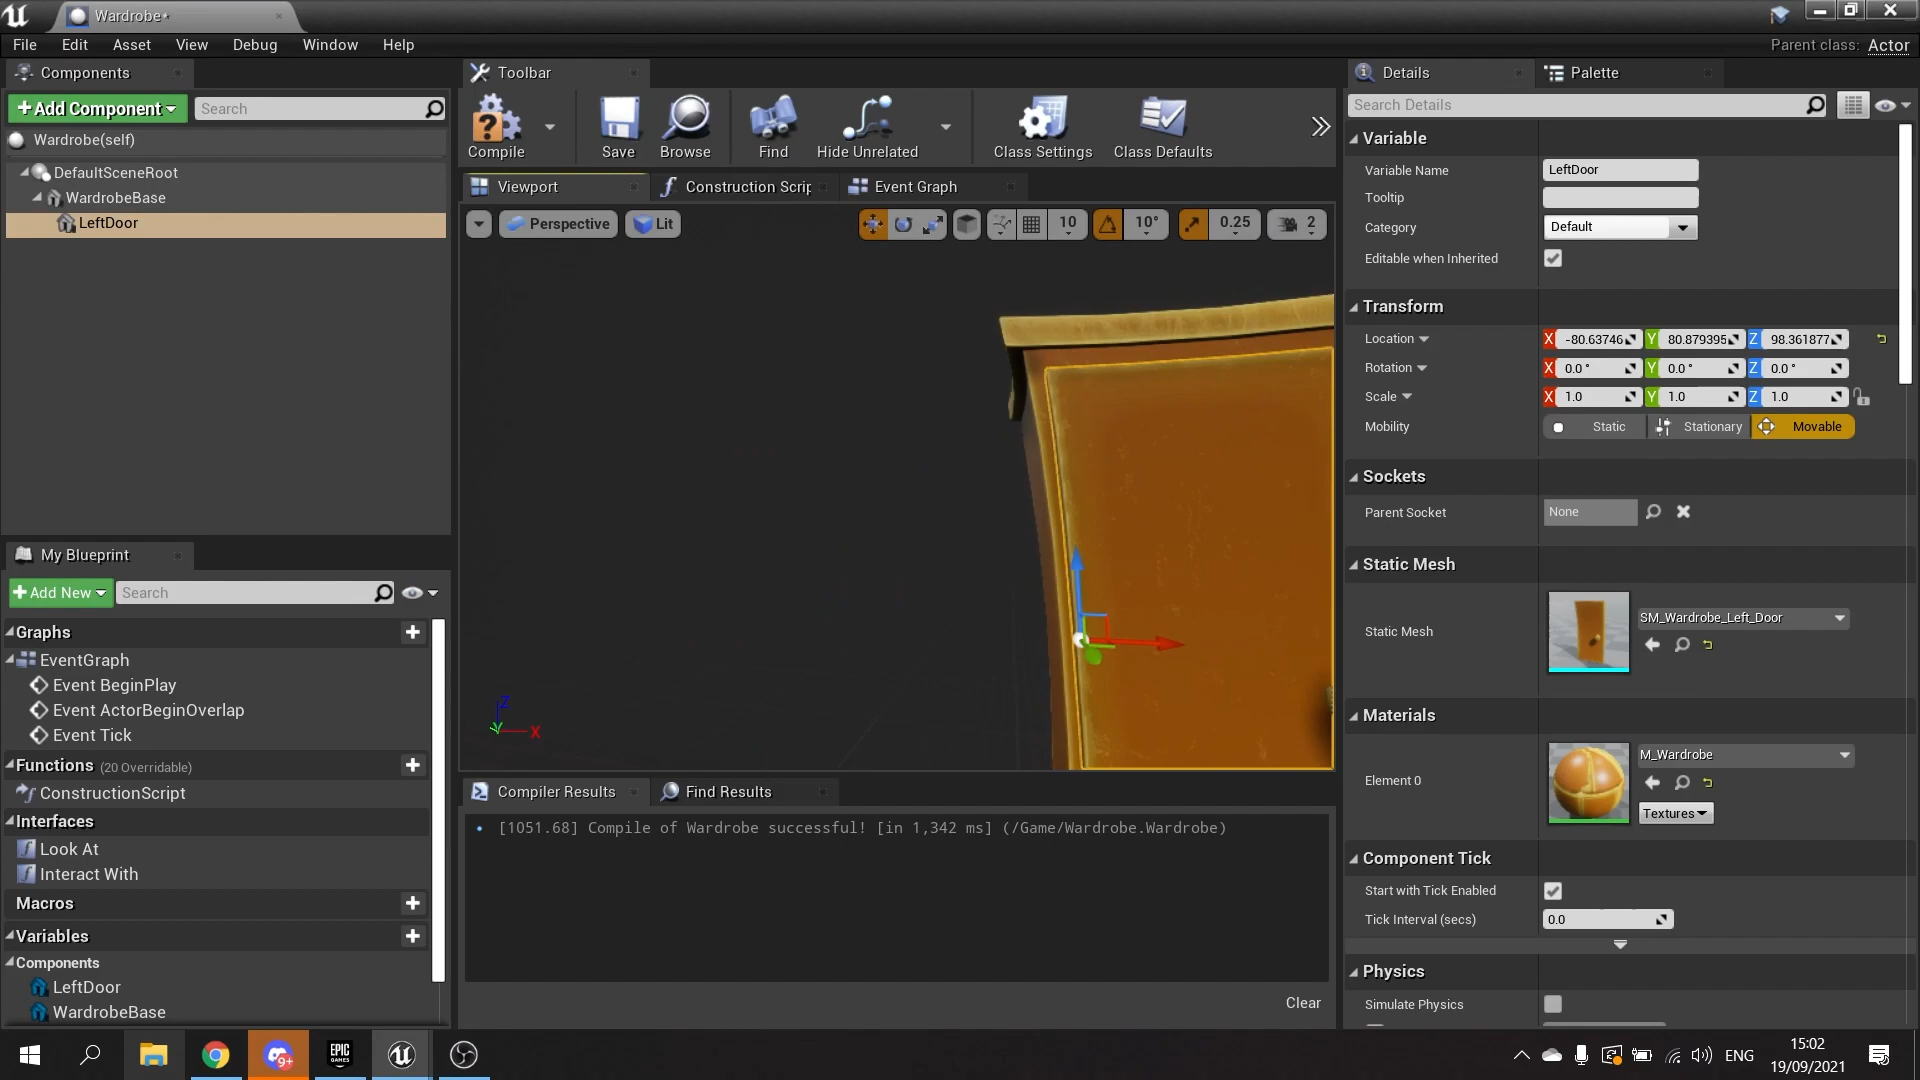 Wardrobe*
File Edit Asset View Debug Window Help
Parent class: Actor
Components
+Add Component
Search
Wardrobe(self)
DefaultSceneRoot
WardrobeBase
LeftDoor
My Blueprint
+Add New
Search
Graphs
EventGraph
Event BeginPlay
Event ActorBeginOverlap
Event Tick
Functions (20 Overridable)
ConstructionScript
Interfaces
Look At
Interact With
Macros
Variables
Components
LeftDoor
WardrobeBase
Toolbar
Compile Save Browse Find Hide Unrelated Class Settings Class Defaults
Viewport Construction Scrip Event Graph
Perspective Lit 10 10° 0.25 2
Z
Y X
Compiler Results Find Results
[1051.68] Compile of Wardrobe successful! [in 1,342 ms] (/Game/Wardrobe.Wardrobe)
Clear
Details Palette
Search Details
Variable
Variable Name LeftDoor
Tooltip
Category Default
Editable when Inherited
Transform
Location X -80.63746 Y 80.879395 Z 98.361877
Rotation X 0.0 ° Y 0.0 ° Z 0.0 °
Scale X 1.0 Y 1.0 Z 1.0
Mobility Static Stationary Movable
Sockets
Parent Socket None
Static Mesh
Static Mesh SM_Wardrobe_Left_Door
Materials
Element 0 M_Wardrobe
Textures
Component Tick
Start with Tick Enabled
Tick Interval (secs) 0.0
Physics
Simulate Physics
9+
EPIC
GAMES
ENG
15:02
19/09/2021